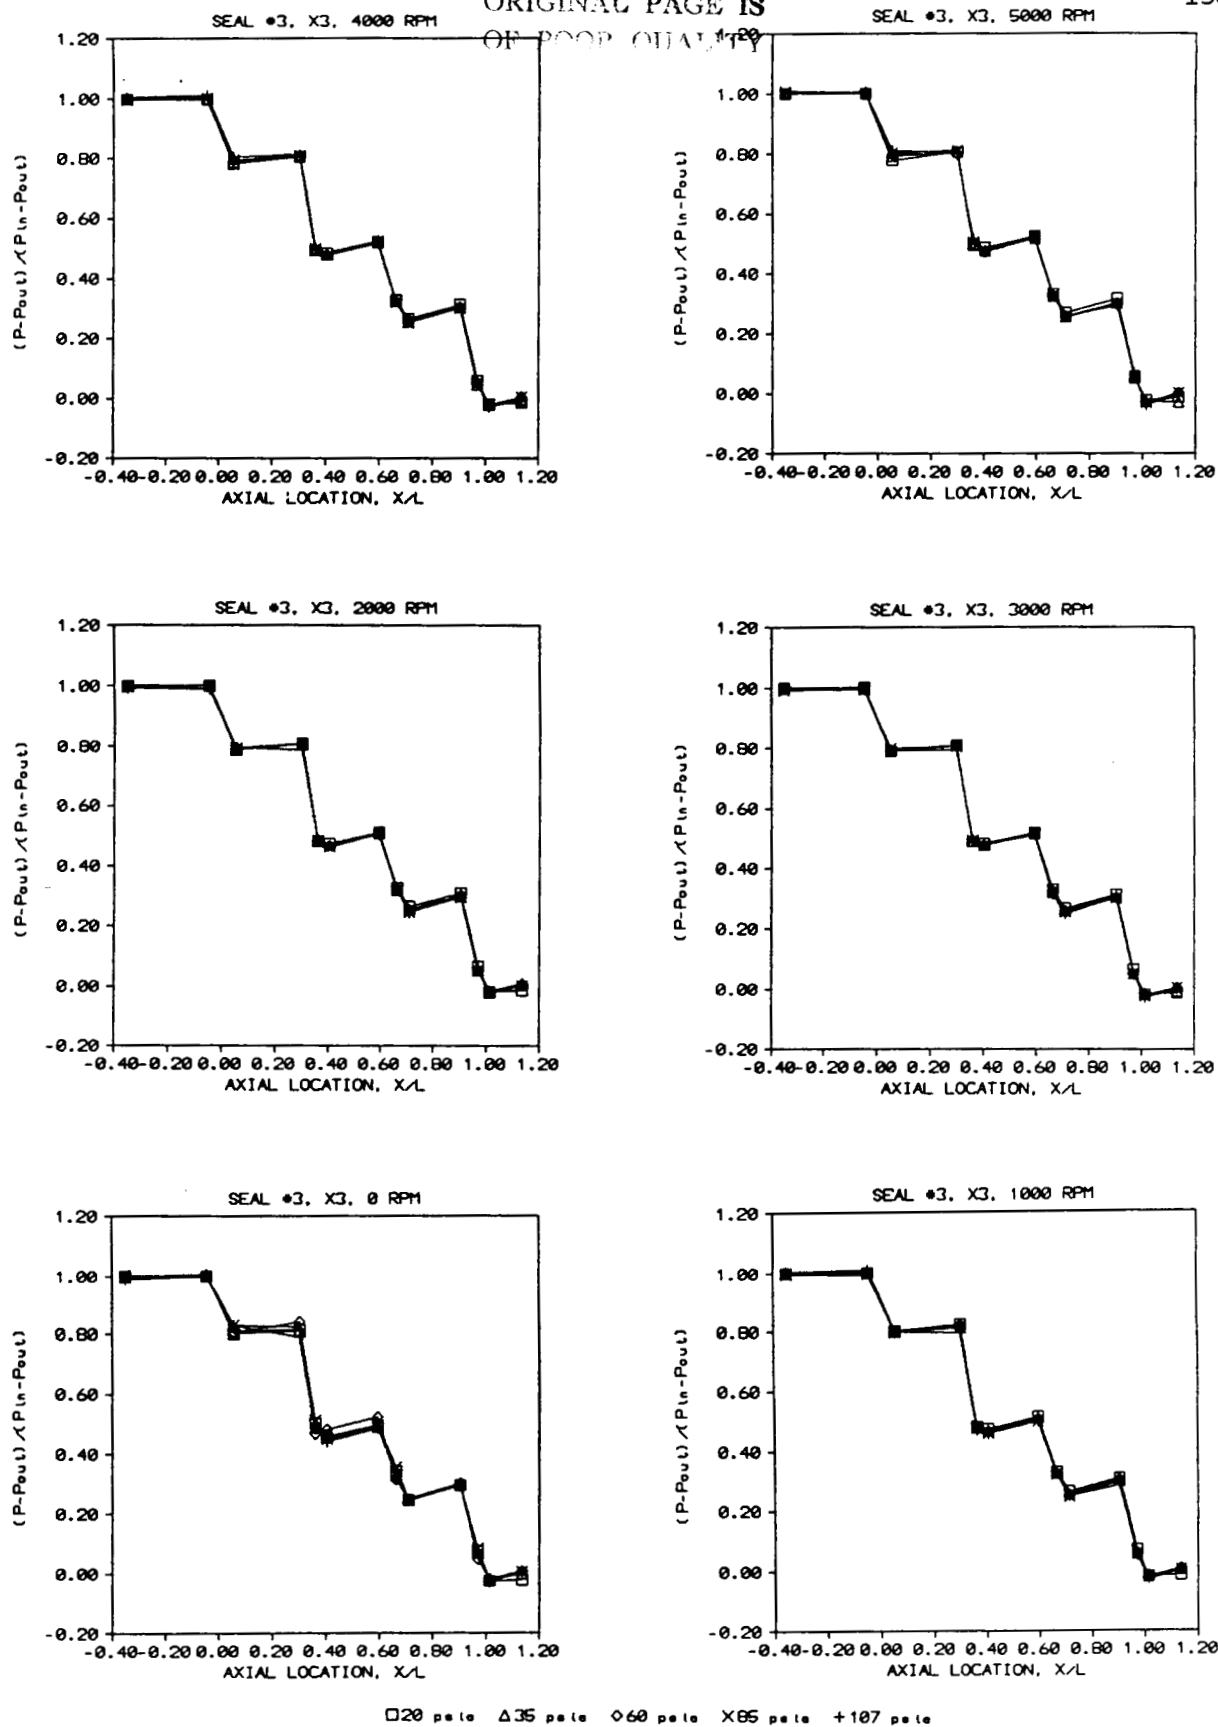 ORIGINAL PAGE IS
OF POOR QUALITY
SEAL #3, X3, 4000 RPM
1.20
1.00
0.80
0.60
0.40
0.20
0.00
-0.20
(P-Pout)/(Pin-Pout)
-0.40 -0.20 0.00 0.20 0.40 0.60 0.80 1.00 1.20
AXIAL LOCATION, X/L
SEAL #3, X3, 5000 RPM
1.20
1.00
0.80
0.60
0.40
0.20
0.00
-0.20
(P-Pout)/(Pin-Pout)
-0.40 -0.20 0.00 0.20 0.40 0.60 0.80 1.00 1.20
AXIAL LOCATION, X/L
SEAL #3, X3, 2000 RPM
1.20
1.00
0.80
0.60
0.40
0.20
0.00
-0.20
(P-Pout)/(Pin-Pout)
-0.40 -0.20 0.00 0.20 0.40 0.60 0.80 1.00 1.20
AXIAL LOCATION, X/L
SEAL #3, X3, 3000 RPM
1.20
1.00
0.80
0.60
0.40
0.20
0.00
-0.20
(P-Pout)/(Pin-Pout)
-0.40 -0.20 0.00 0.20 0.40 0.60 0.80 1.00 1.20
AXIAL LOCATION, X/L
SEAL #3, X3, 0 RPM
1.20
1.00
0.80
0.60
0.40
0.20
0.00
-0.20
(P-Pout)/(Pin-Pout)
-0.40 -0.20 0.00 0.20 0.40 0.60 0.80 1.00 1.20
AXIAL LOCATION, X/L
SEAL #3, X3, 1000 RPM
1.20
1.00
0.80
0.60
0.40
0.20
0.00
-0.20
(P-Pout)/(Pin-Pout)
-0.40 -0.20 0.00 0.20 0.40 0.60 0.80 1.00 1.20
AXIAL LOCATION, X/L
□20 psia △35 psia ◇60 psia X85 psia +107 psia